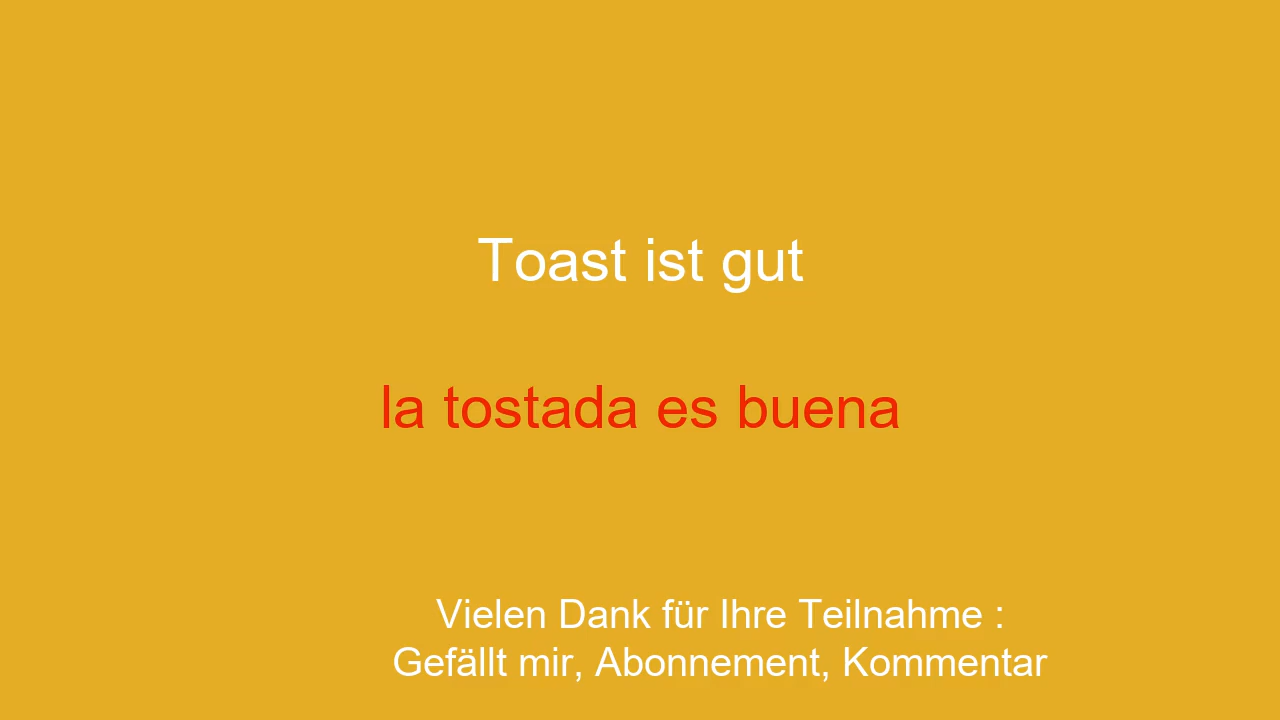 Toast ist gut
la tostada es buena
Vielen Dank für Ihre Teilnahme :
Gefällt mir, Abonnement, Kommentar